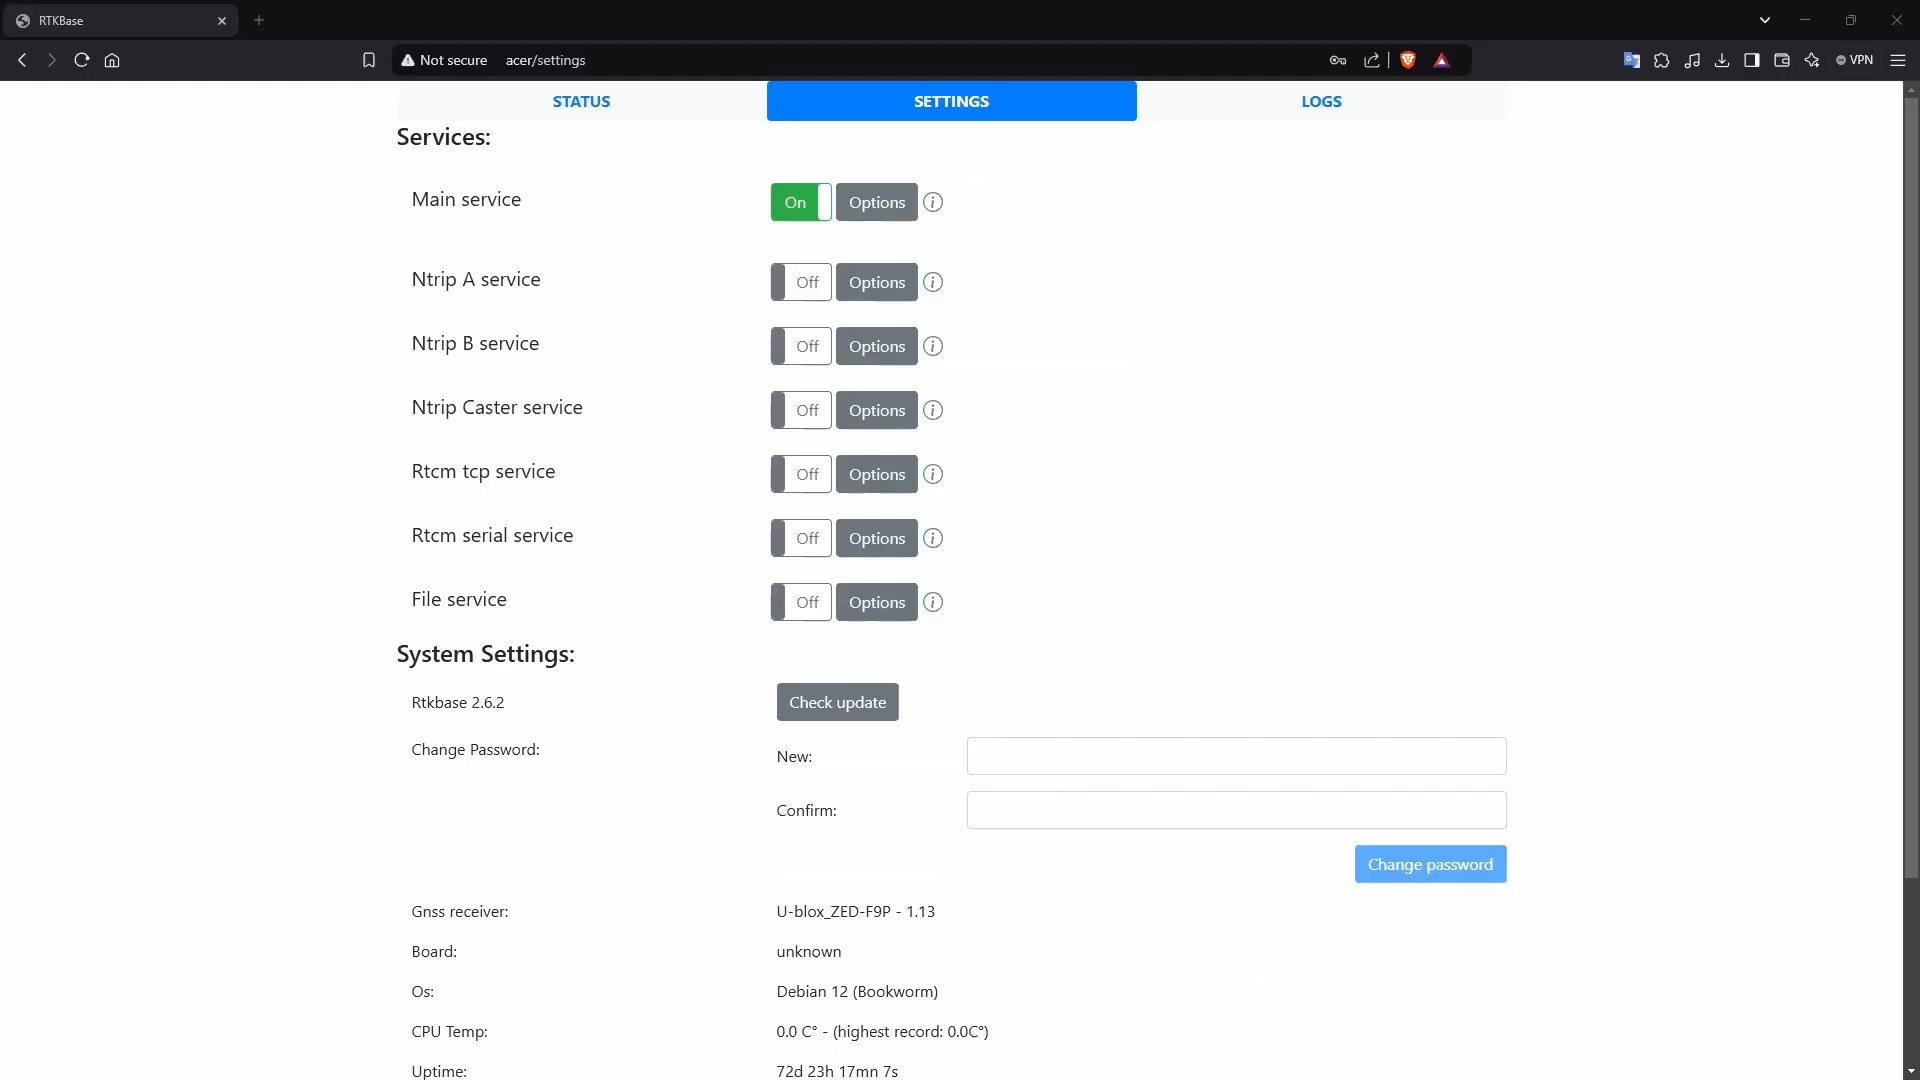 RTKBase
Not secure acer/settings
VPN
STATUS SETTINGS LOGS
Services:
Main service On Options i
Ntrip A service Off Options i
Ntrip B service Off Options i
Ntrip Caster service Off Options i
Rtcm tcp service Off Options i
Rtcm serial service Off Options i
File service Off Options i
System Settings:
Rtkbase 2.6.2 Check update
Change Password: New:
Confirm:
Change password
Gnss receiver: U-blox_ZED-F9P - 1.13
Board: unknown
Os: Debian 12 (Bookworm)
CPU Temp: 0.0 C° - (highest record: 0.0C°)
Uptime: 72d 23h 17mn 7s